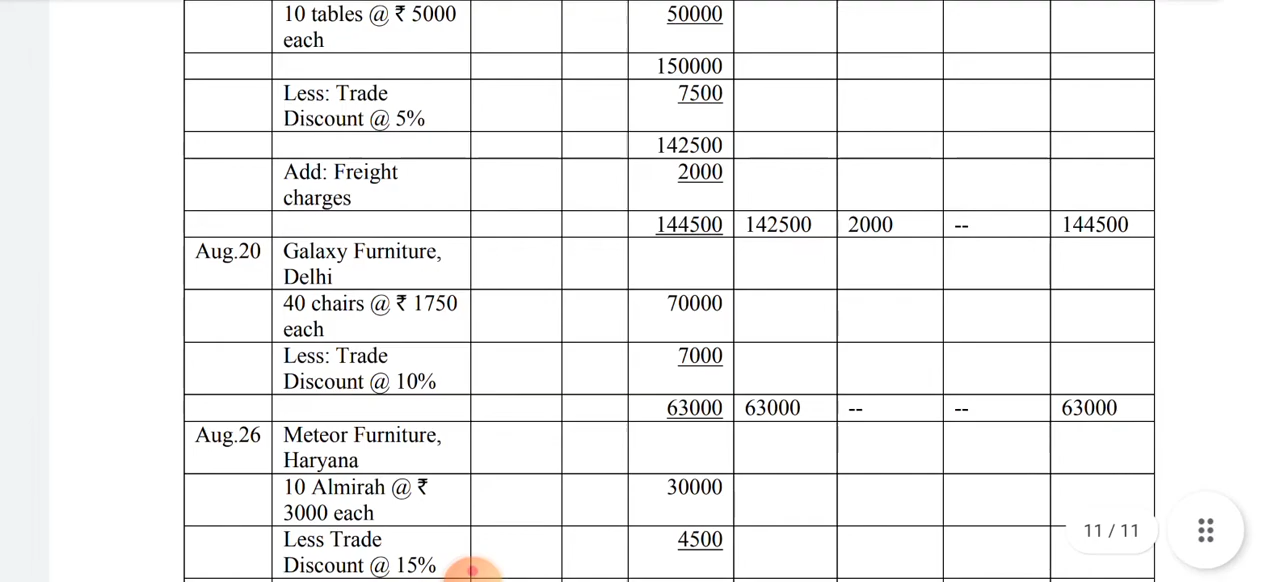 10 tables @ ₹ 5000 50000
each
150000
Less: Trade 7500
Discount @ 5%
142500
Add: Freight 2000
charges
144500 142500 2000 -- 144500
Aug.20 Galaxy Furniture,
Delhi
40 chairs @ ₹ 1750 70000
each
Less: Trade 7000
Discount @ 10%
63000 63000 -- -- 63000
Aug.26 Meteor Furniture,
Haryana
10 Almirah @ ₹ 30000
3000 each
Less Trade 4500
Discount @ 15%
11 / 11